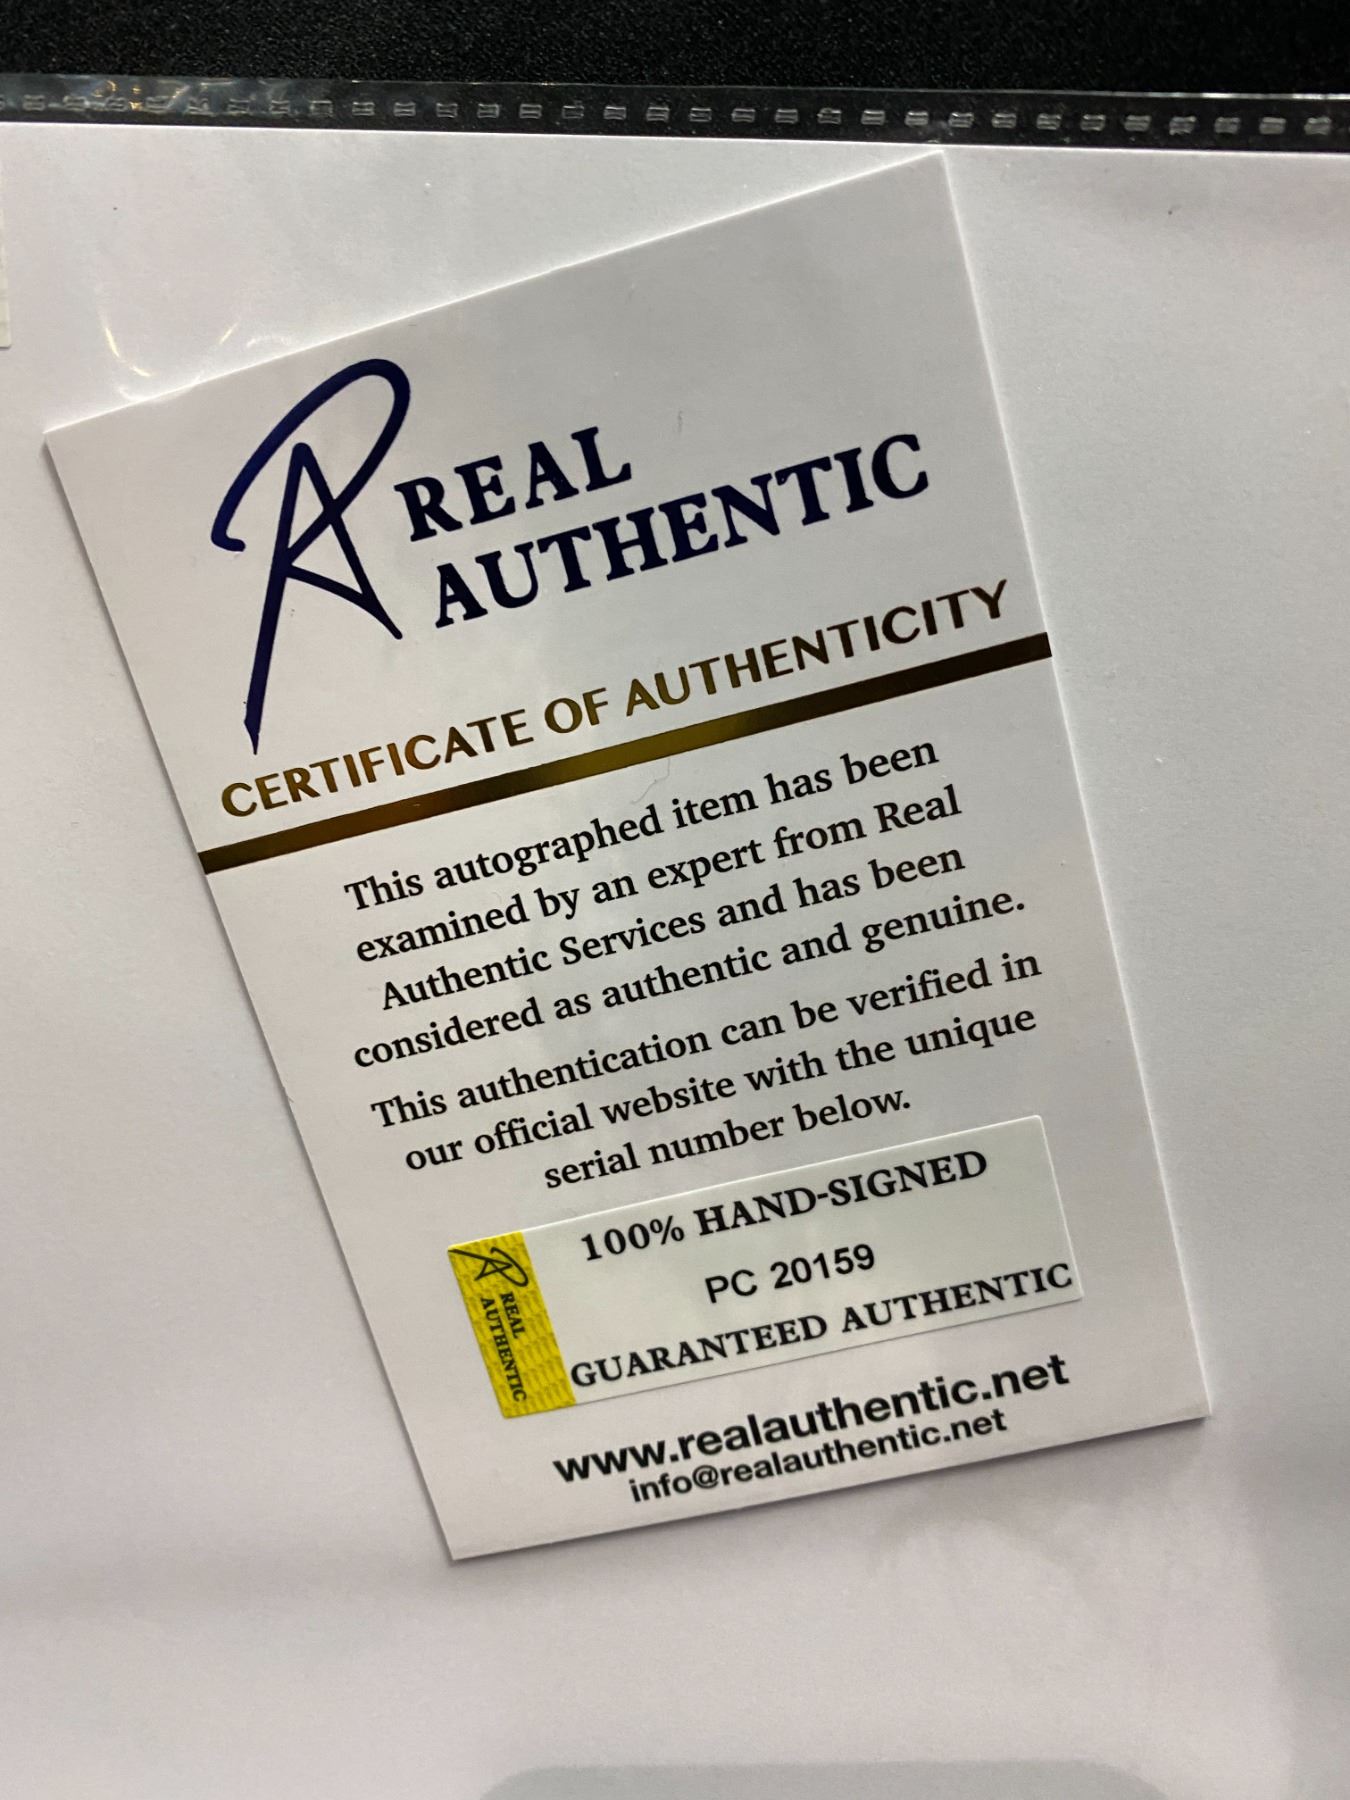 REAL
AUTHENTIC
CERTIFICATE OF AUTHENTICITY
This autographed item has been
examined by an expert from Real
Authentic Services and has been
considered as authentic and genuine.
This authentication can be verified in
our official website with the unique
serial number below.
100% HAND-SIGNED
PC 20159
GUARANTEED AUTHENTIC
REAL
AUTHENTIC
www.realauthentic.net
info@realauthentic.net